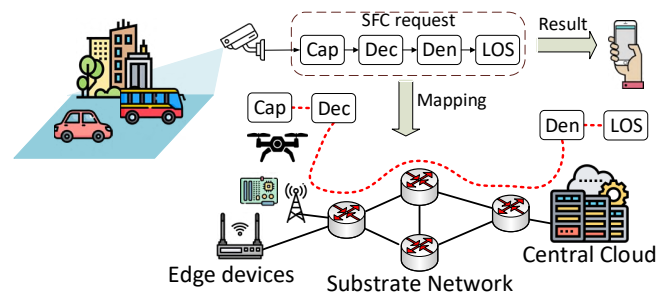 SFC request
Result
Cap
Dec
Den
LOS
Mapping
Cap
Dec
Den
LOS
Edge devices
Substrate Network
Central Cloud